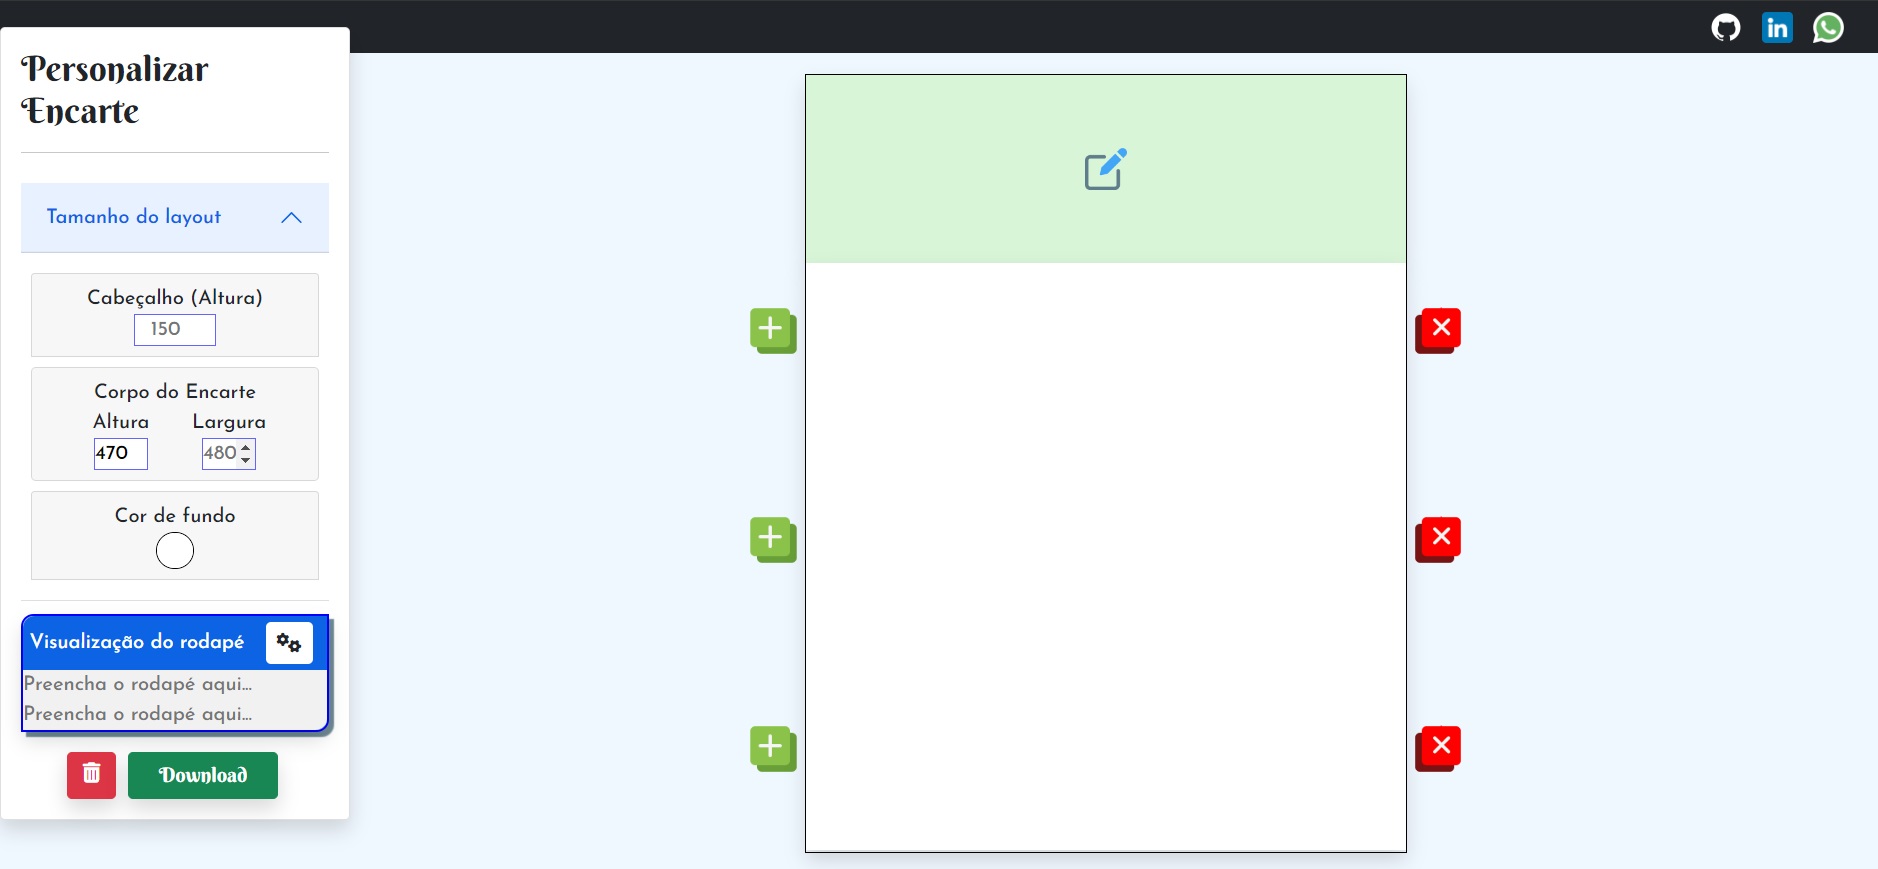 Personalizar
Encarte
Tamanho do layout
Cabeçalho (Altura)
150
Corpo do Encarte
Altura Largura
470 480
Cor de fundo
Visualização do rodapé
Preencha o rodapé aqui...
Preencha o rodapé aqui...
Download
in